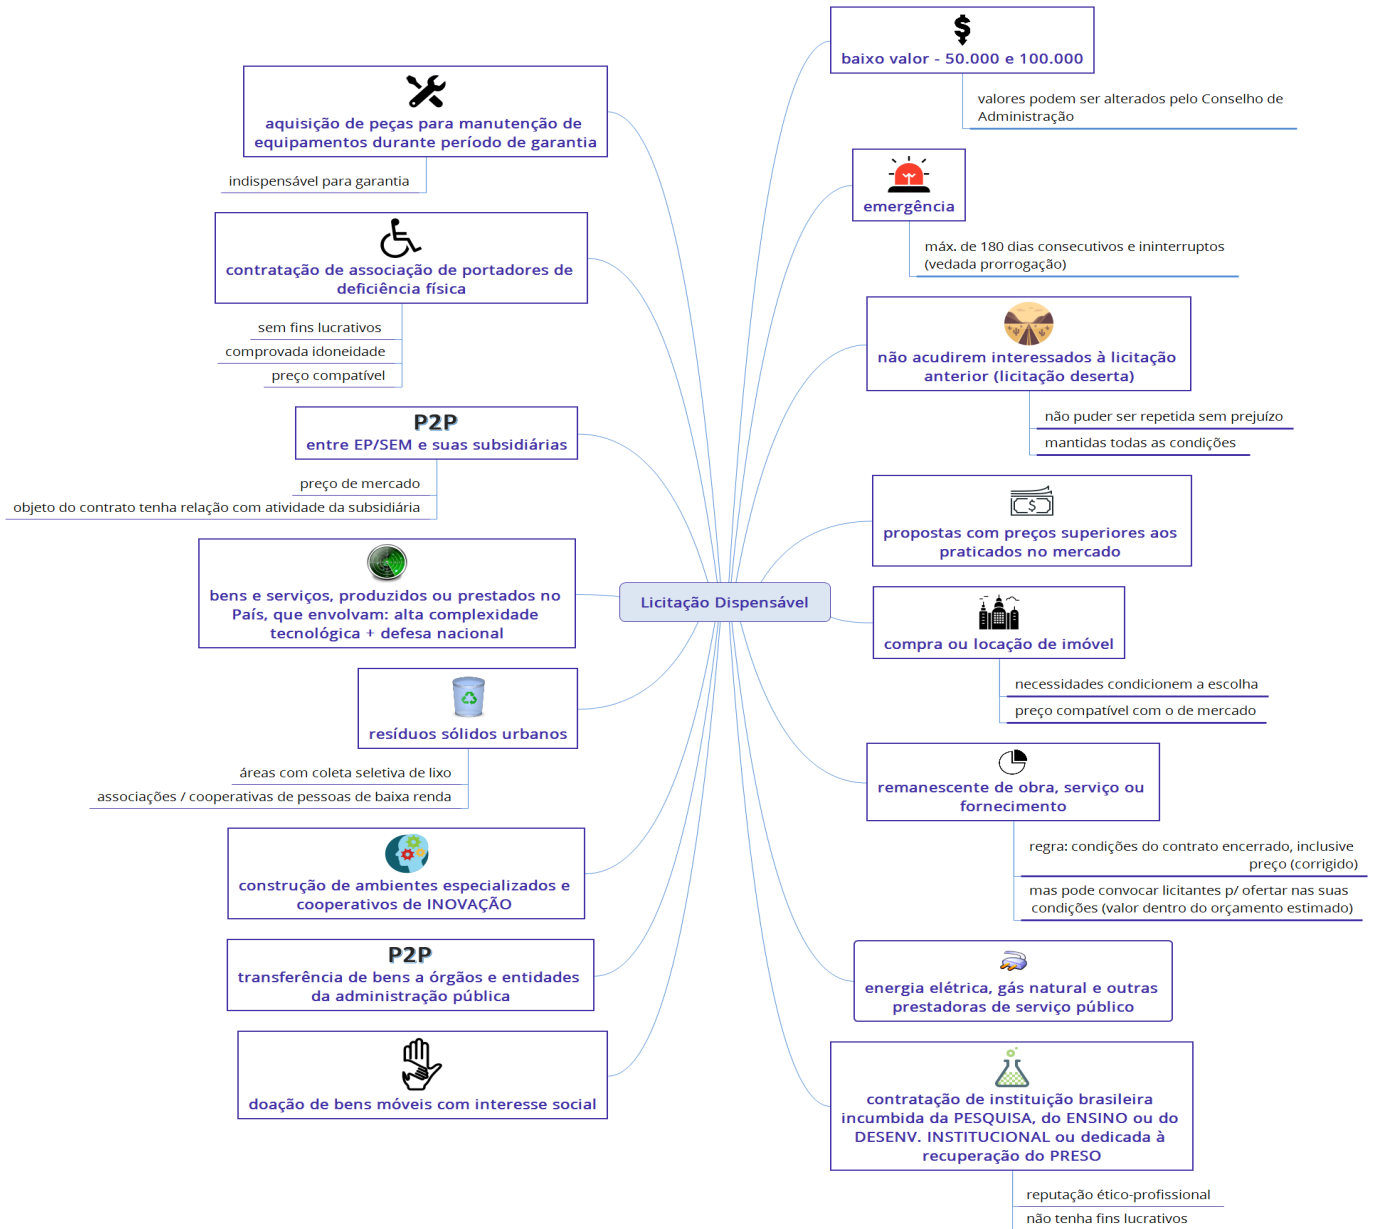 baixo valor - 50.000 e 100.000
valores podem ser alterados pelo Conselho de
Administração
emergência
máx. de 180 dias consecutivos e ininterruptos
(vedada prorrogação)
não acudirem interessados à licitação
anterior (licitação deserta)
não puder ser repetida sem prejuízo
mantidas todas as condições
propostas com preços superiores aos
praticados no mercado
compra ou locação de imóvel
necessidades condicionem a escolha
preço compatível com o de mercado
remanescente de obra, serviço ou
fornecimento
regra: condições do contrato encerrado, inclusive
preço (corrigido)
mas pode convocar licitantes p/ ofertar nas suas
condições (valor dentro do orçamento estimado)
energia elétrica, gás natural e outras
prestadoras de serviço público
contratação de instituição brasileira
incumbida da PESQUISA, do ENSINO ou do
DESENV. INSTITUCIONAL ou dedicada à
recuperação do PRESO
reputação ético-profissional
não tenha fins lucrativos
Licitação Dispensável
aquisição de peças para manutenção de
equipamentos durante período de garantia
indispensável para garantia
contratação de associação de portadores de
deficiência física
sem fins lucrativos
comprovada idoneidade
preço compatível
P2P
entre EP/SEM e suas subsidiárias
preço de mercado
objeto do contrato tenha relação com atividade da subsidiária
bens e serviços, produzidos ou prestados no
País, que envolvam: alta complexidade
tecnológica + defesa nacional
resíduos sólidos urbanos
áreas com coleta seletiva de lixo
associações / cooperativas de pessoas de baixa renda
construção de ambientes especializados e
cooperativos de INOVAÇÃO
P2P
transferência de bens a órgãos e entidades
da administração pública
doação de bens móveis com interesse social